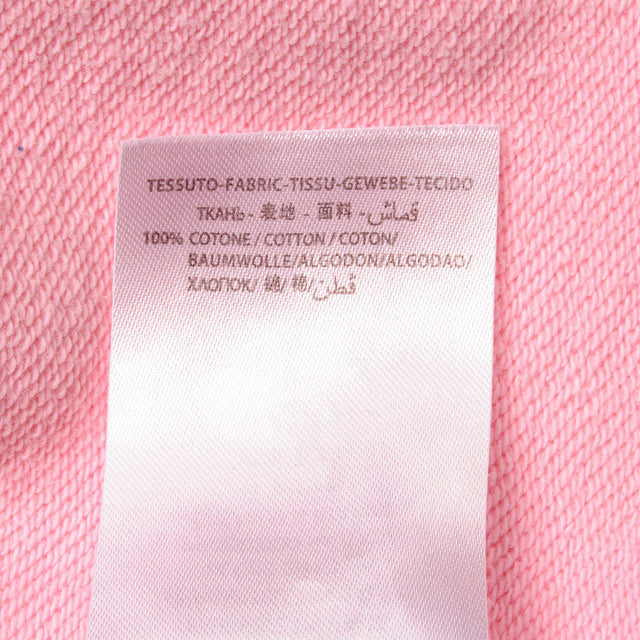 TESSUTO-FABRIC-TISSU-GEWEBE-TECIDO
ТКАНЬ - 表地 - 面料 - قماش
100% COTONE / COTTON / COTON/
BAUMWOLLE/ALGODON/ALGODAO/
ХЛОПОК/ 綿/ 棉/ قطن